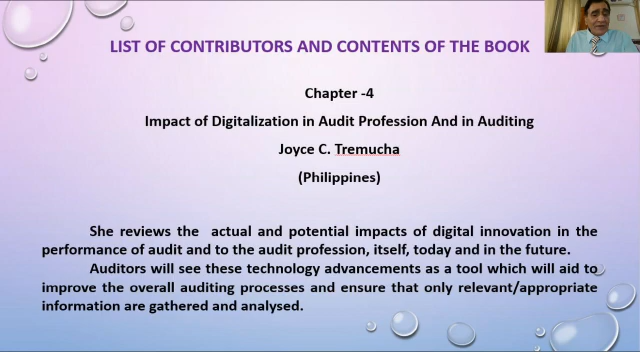 LIST OF CONTRIBUTORS AND CONTENTS OF THE BOOK
Chapter -4
Impact of Digitalization in Audit Profession And in Auditing
Joyce C. Tremucha
(Philippines)
She reviews the actual and potential impacts of digital innovation in the
performance of audit and to the audit profession, itself, today and in the future.
Auditors will see these technology advancements as a tool which will aid to
improve the overall auditing processes and ensure that only relevant/appropriate
information are gathered and analysed.